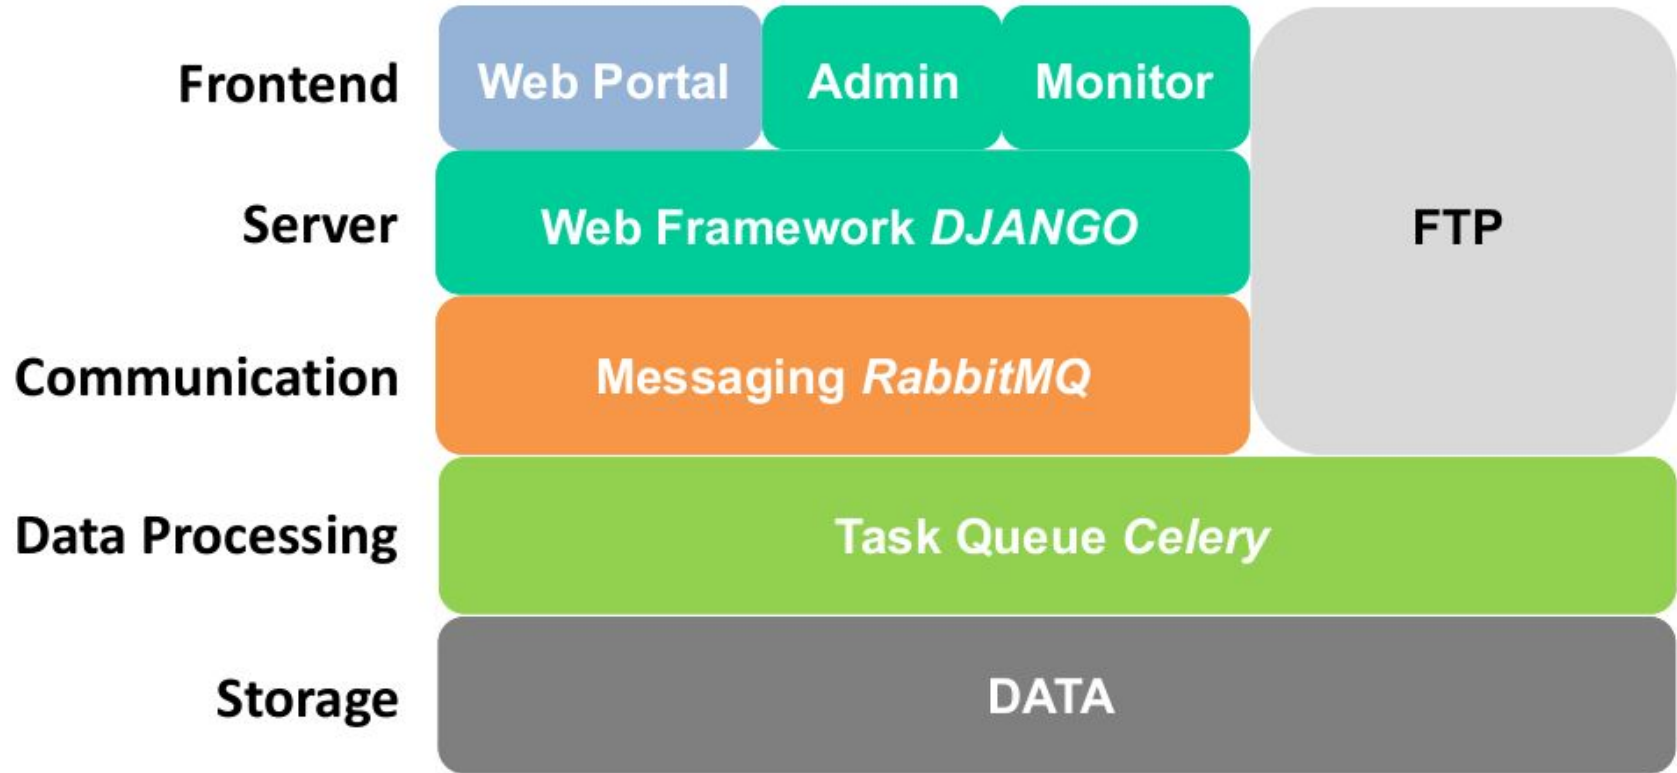 Frontend
Web Portal
Admin
Monitor
Server
Web Framework DJANGO
FTP
Communication
Messaging RabbitMQ
Data Processing
Task Queue Celery
Storage
DATA